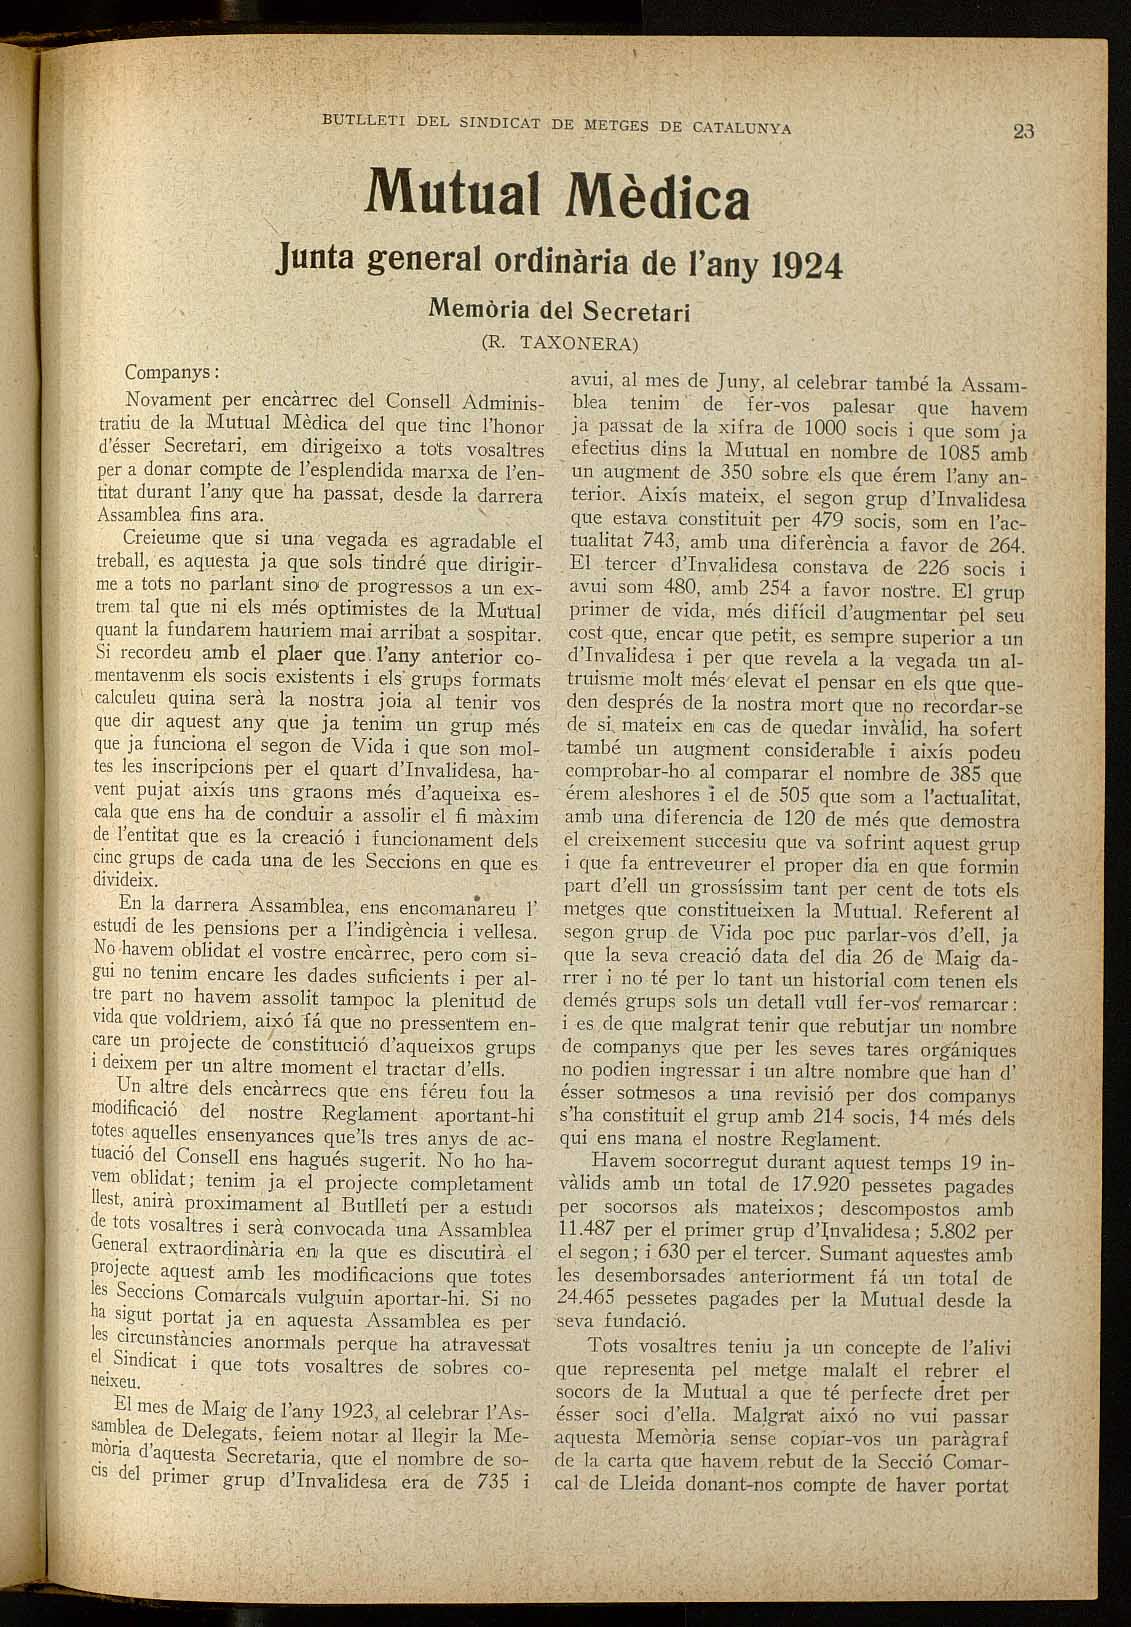 BUTLLETI DEL SINDICAT DE METGES DE CATALUNYA
23
Mutual Mèdica
Junta general ordinària de l'any 1924
Memòria del Secretari
(R. TAXONERA)
Companys:
Novament per encàrrec del Consell Adminis-
tratiu de la Mutual Mèdica del que tinc l'honor
d'ésser Secretari, em dirigeixo a tots vosaltres
per a donar compte de l'esplendida marxa de l'en-
titat durant l'any que ha passat, desde la darrera
Assamblea fins ara.
Creieume que si una vegada es agradable el
treball, es aquesta ja que sols tindré que dirigir-
me a tots no parlant sino de progressos a un ex-
trem tal que ni els més optimistes de la Mutual
quant la fundarem hauriem mai arribat a sospitar.
Si recordeu amb el plaer que l'any anterior co-
mentavenm els socis existents i els grups formats
calculeu quina serà la nostra joia al tenir vos
que dir aquest any que ja tenim un grup més
que ja funciona el segon de Vida i que son mol-
tes les inscripcions per el quart d'Invalidesa, ha-
vent pujat aixis uns graons més d'aqueixa es-
cala que ens ha de conduir a assolir el fi màxim
de l'entitat que es la creació i funcionament dels
cinc grups de cada una de les Seccions en que es
divideix.
En la darrera Assamblea, ens encomanàreu l'
estudi de les pensions per a l'indigència i vellesa.
No havem oblidat el vostre encàrrec, pero com si-
gui no tenim encare les dades suficients i per al-
tre part no havem assolit tampoc la plenitud de
vida que voldriem, aixó fá que no pressentem en-
care un projecte de constitució d'aqueixos grups
i deixem per un altre moment el tractar d'ells.
Un altre dels encàrrecs que ens féreu fou la
modificació del nostre Reglament aportant-hi
totes aquelles ensenyances que'ls tres anys de ac-
tuació del Consell ens hagués sugerit. No ho ha-
vem oblidat; tenim ja el projecte completament
llest, anirà proximament al Butlletí per a estudi
de tots vosaltres i serà convocada una Assamblea
General extraordinària en la que es discutirà el
projecte aquest amb les modificacions que totes
les Seccions Comarcals vulguin aportar-hi. Si no
ha sigut portat ja en aquesta Assamblea es per
les circunstàncies anormals perque ha atravessat
el Sindicat i que tots vosaltres de sobres co-
neixeu.
El mes de Maig de l'any 1923, al celebrar l'As-
samblea de Delegats, feiem notar al llegir la Me-
mòria d'aquesta Secretaria, que el nombre de so-
cis del primer grup d'Invalidesa era de 735 i
avui, al mes de Juny, al celebrar també la Assam-
blea tenim de fer-vos palesar que havem
ja passat de la xifra de 1000 socis i que som ja
efectius dins la Mutual en nombre de 1085 amb
un augment de 350 sobre els que érem l'any an-
terior. Aixís mateix, el segon grup d'Invalidesa
que estava constituit per 479 socis, som en l'ac-
tualitat 743, amb una diferència a favor de 264.
El tercer d'Invalidesa constava de 226 socis i
avui som 480, amb 254 a favor nostre. El grup
primer de vida, més difícil d'augmentar pel seu
cost que, encar que petit, es sempre superior a un
d'Invalidesa i per que revela a la vegada un al-
truisme molt més elevat el pensar en els que que-
den després de la nostra mort que no recordar-se
de si mateix en cas de quedar invàlid, ha sofert
també un augment considerable i aixís podeu
comprobar-ho al comparar el nombre de 385 que
érem aleshores i el de 505 que som a l'actualitat,
amb una diferencia de 120 de més que demostra
el creixement succesiu que va sofrint aquest grup
i que fa entreveurer el proper dia en que formin
part d'ell un grossíssim tant per cent de tots els
metges que constitueixen la Mutual. Referent al
segon grup de Vida poc puc parlar-vos d'ell, ja
que la seva creació data del dia 26 de Maig da-
rrer i no té per lo tant un historial com tenen els
demés grups sols un detall vull fer-vos remarcar:
i es de que malgrat tenir que rebutjar un nombre
de companys que per les seves tares orgániques
no podien ingressar i un altre nombre que han d'
ésser sotmesos a una revisió per dos companys
s'ha constituit el grup amb 214 socis, 14 més dels
qui ens mana el nostre Reglament.
Havem socorregut durant aquest temps 19 in-
vàlids amb un total de 17.920 pessetes pagades
per socorsos als mateixos; descompostos amb
11.487 per el primer grup d'Invalidesa; 5.802 per
el segon; i 630 per el tercer. Sumant aquestes amb
les desemborsades anteriorment fá un total de
24.465 pessetes pagades per la Mutual desde la
seva fundació.
Tots vosaltres teniu ja un concepte de l'alivi
que representa pel metge malalt el rebrer el
socors de la Mutual a que té perfecte dret per
ésser soci d'ella. Malgrat aixó no vui passar
aquesta Memòria sense copiar-vos un paràgraf
de la carta que havem rebut de la Secció Comar-
cal de Lleida donant-nos compte de haver portat